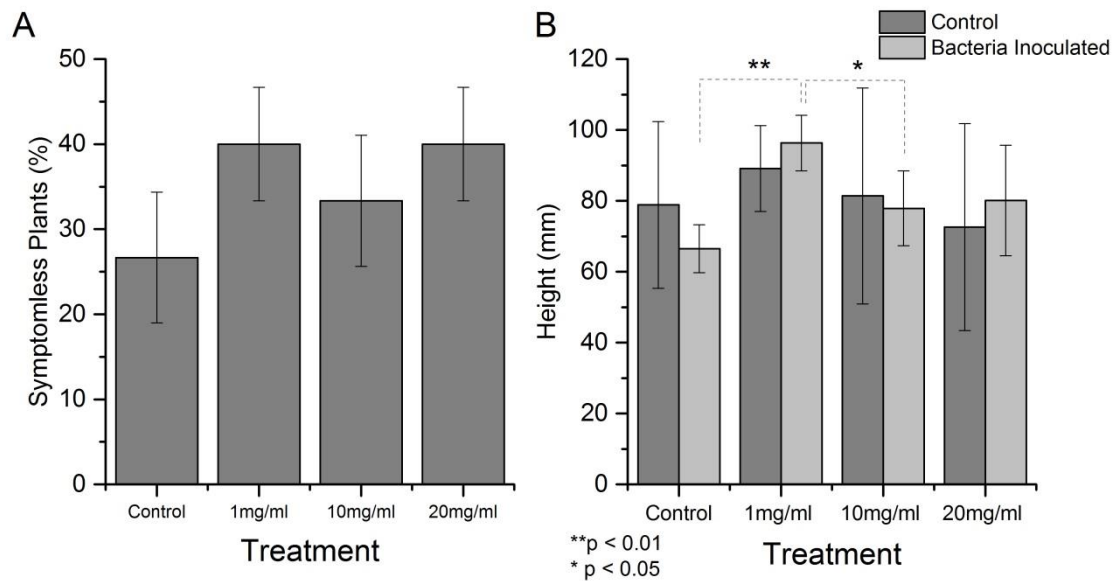 A
50
40
30
20
10
0
Symptomless Plants (%)
Control 1mg/ml 10mg/ml 20mg/ml
Treatment
B
Control
Bacteria Inoculated
120
100
80
60
40
20
0
Height (mm)
** *
Control 1mg/ml 10mg/ml 20mg/ml
Treatment
**p < 0.01
* p < 0.05